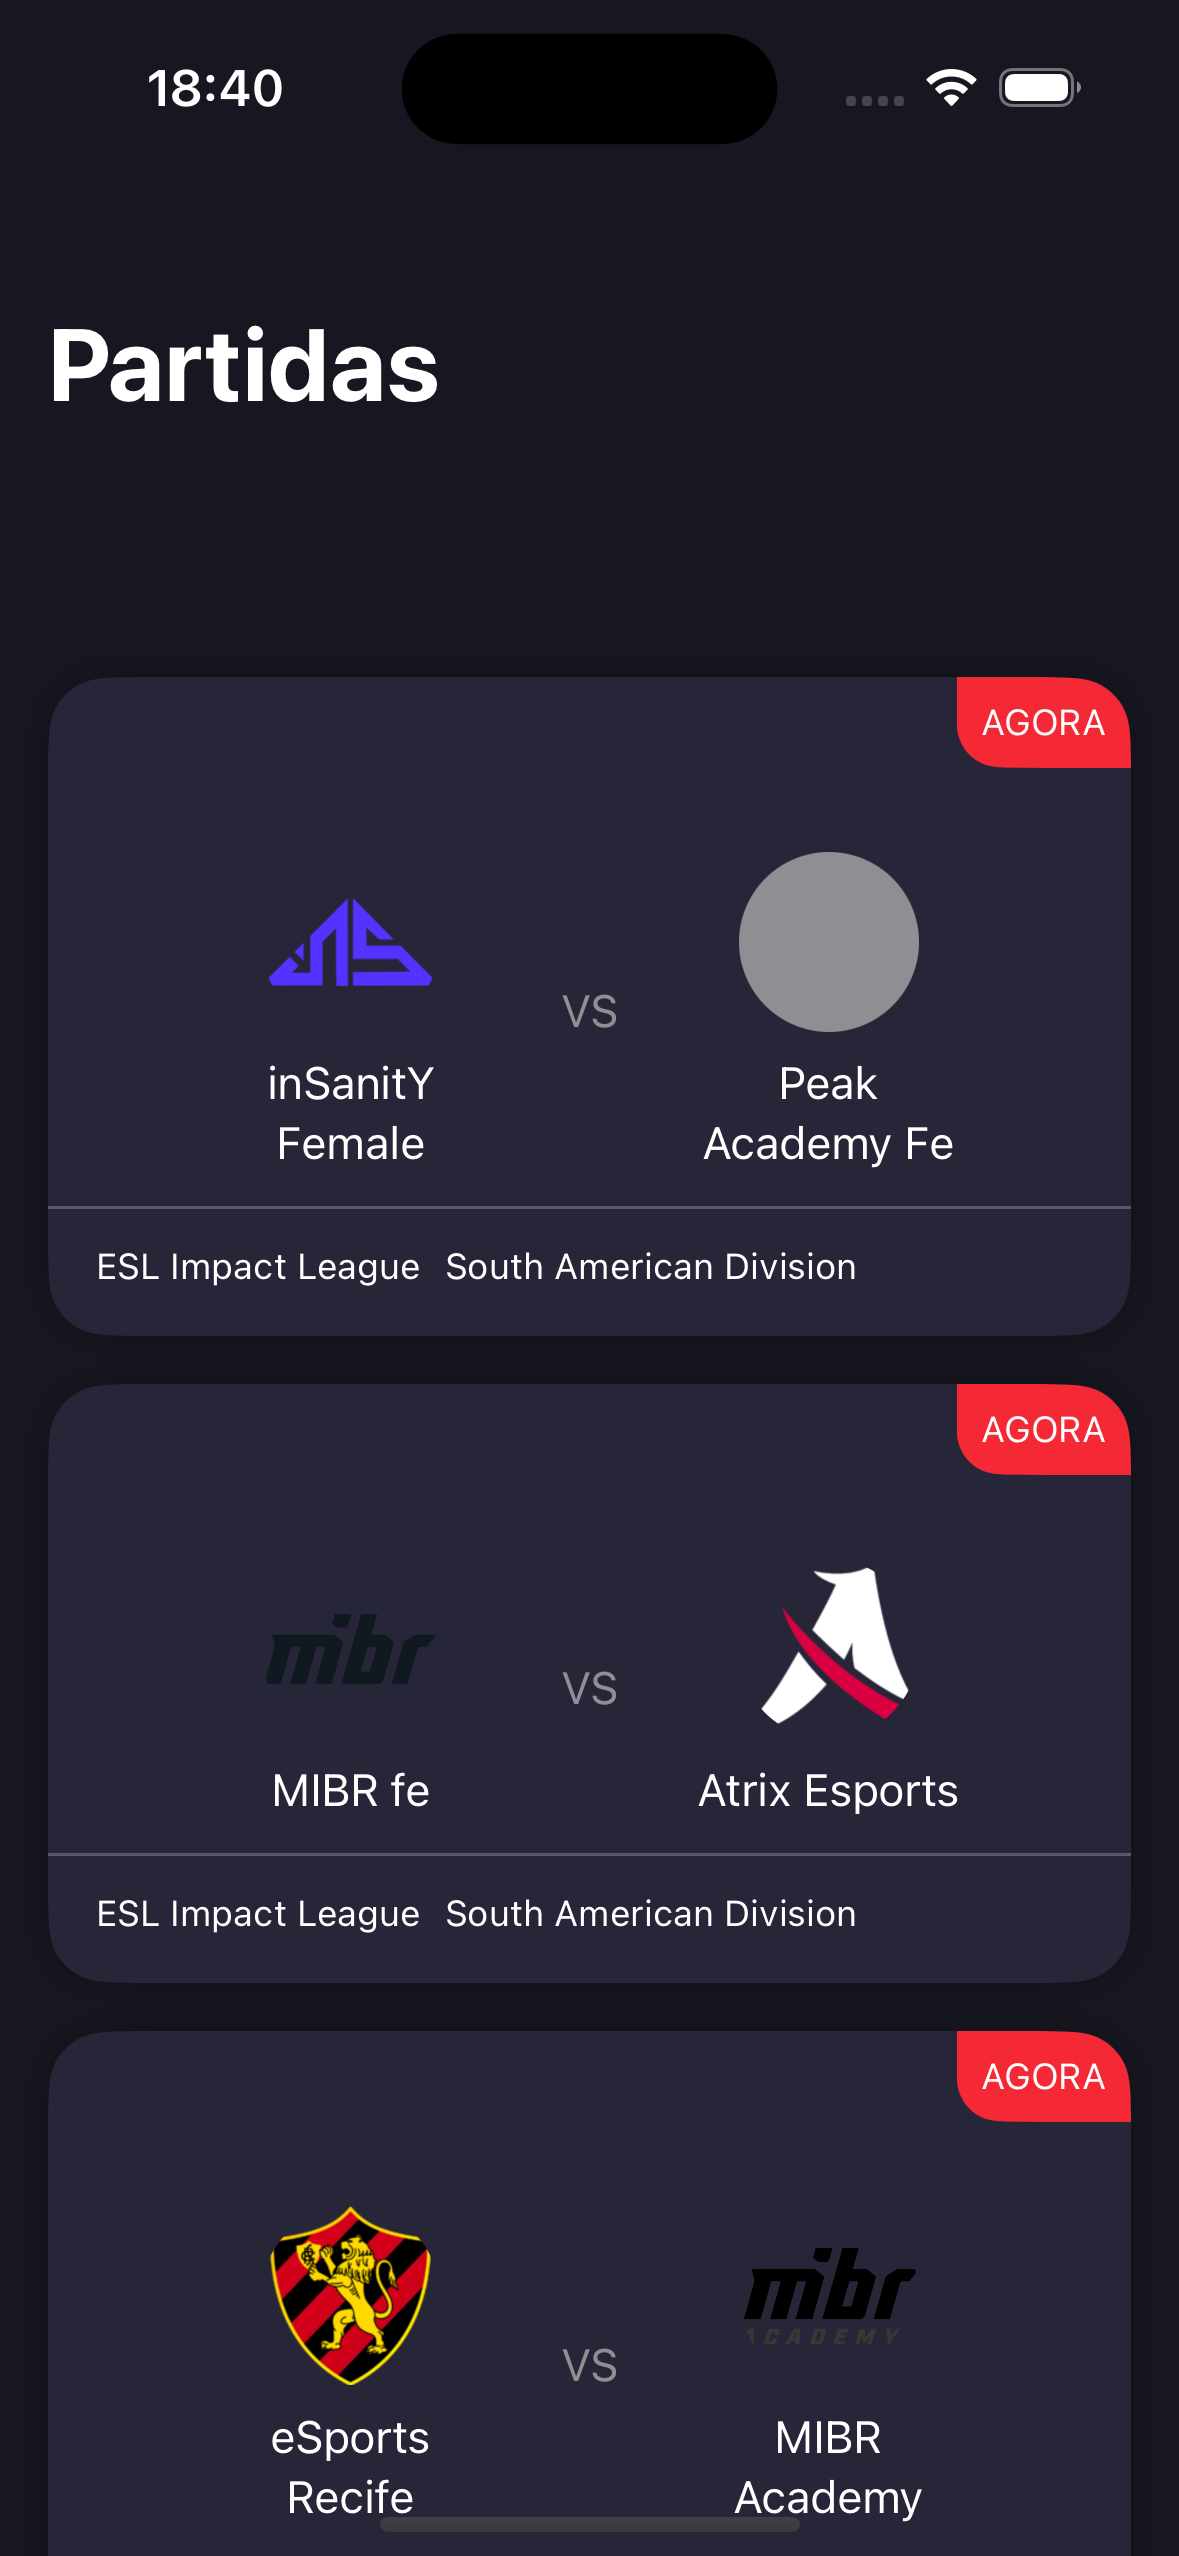 18:40
Partidas
AGORA
VS
inSanitY
Female
Peak
Academy Fe
ESL Impact League South American Division
AGORA
mibr
VS
MIBR fe
Atrix Esports
ESL Impact League South American Division
AGORA
mibr
ACADEMY
VS
eSports
Recife
MIBR
Academy